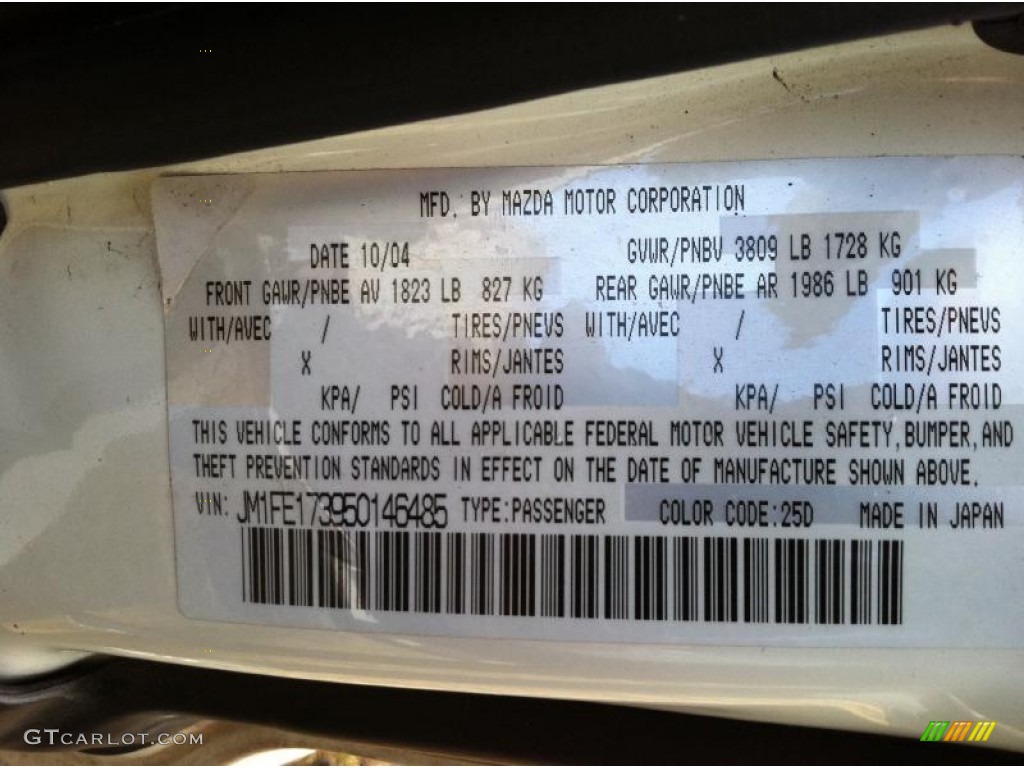 MFD. BY MAZDA MOTOR CORPORATION
DATE 10/04 GVWR/PNBV 3809 LB 1728 KG
FRONT GAWR/PNBE AV 1823 LB 827 KG REAR GAWR/PNBE AR 1986 LB 901 KG
WITH/AVEC / TIRES/PNEUS WITH/AVEC / TIRES/PNEUS
X RIMS/JANTES X RIMS/JANTES
KPA/ PSI COLD/A FROID KPA/ PSI COLD/A FROID
THIS VEHICLE CONFORMS TO ALL APPLICABLE FEDERAL MOTOR VEHICLE SAFETY, BUMPER, AND
THEFT PREVENTION STANDARDS IN EFFECT ON THE DATE OF MANUFACTURE SHOWN ABOVE.
VIN: JM1FE173950146485 TYPE:PASSENGER COLOR CODE:25D MADE IN JAPAN
GTCARLOT.COM